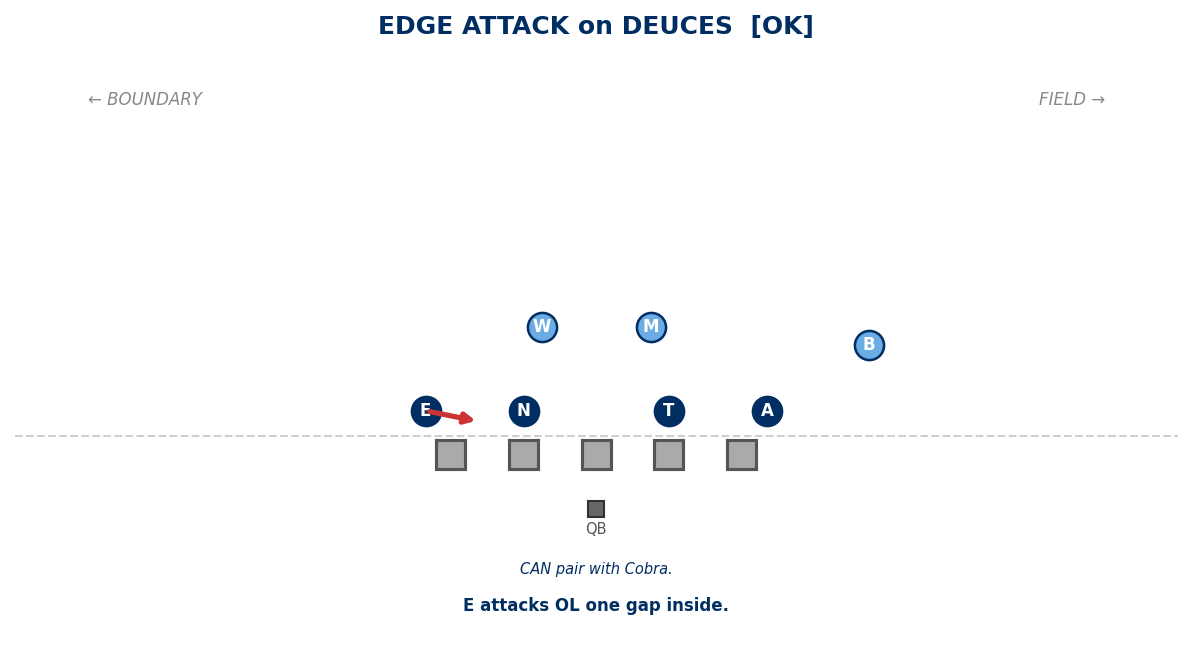 EDGE ATTACK on DEUCES [OK]
← BOUNDARY
FIELD →
W
M
B
E
N
T
A
QB
CAN pair with Cobra.
E attacks OL one gap inside.